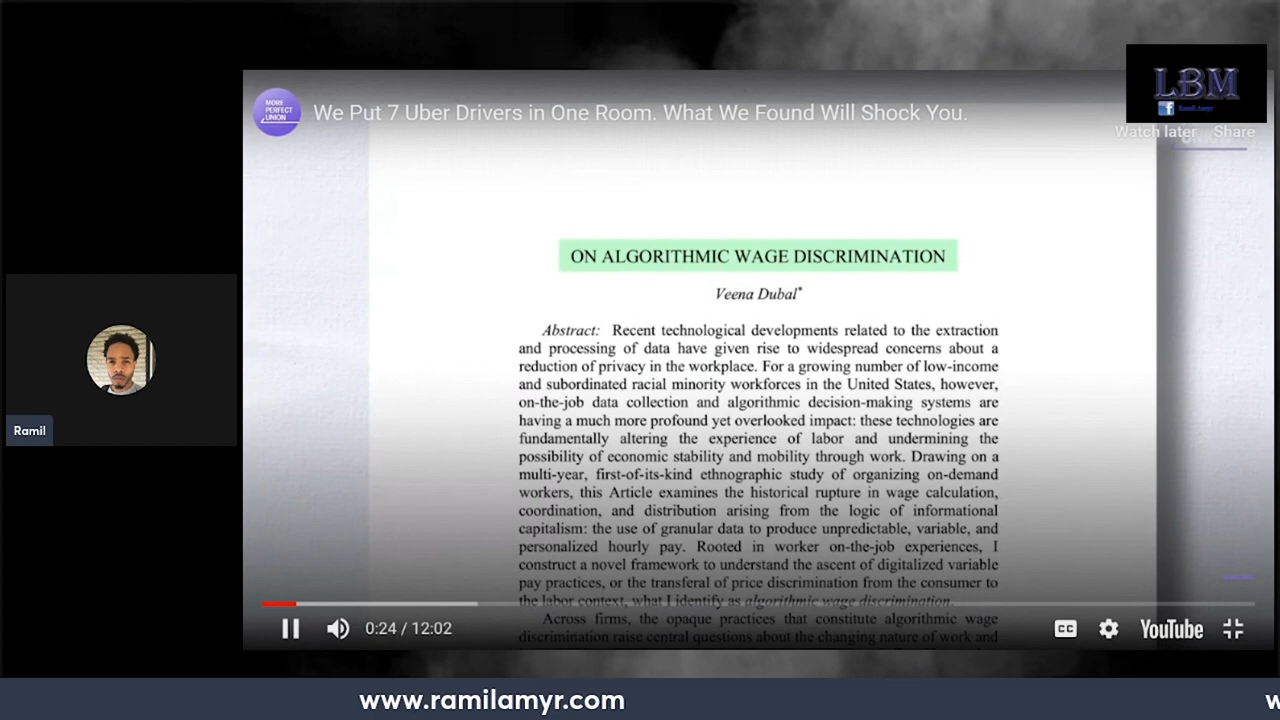 LBM
Ramil Amyr
MORE
PERFECT
UNION
We Put 7 Uber Drivers in One Room. What We Found Will Shock You.
Watch later Share
ON ALGORITHMIC WAGE DISCRIMINATION
Veena Dubal*
Abstract: Recent technological developments related to the extraction
and processing of data have given rise to widespread concerns about a
reduction of privacy in the workplace. For a growing number of low-income
and subordinated racial minority workforces in the United States, however,
on-the-job data collection and algorithmic decision-making systems are
having a much more profound yet overlooked impact: these technologies are
fundamentally altering the experience of labor and undermining the
possibility of economic stability and mobility through work. Drawing on a
multi-year, first-of-its-kind ethnographic study of organizing on-demand
workers, this Article examines the historical rupture in wage calculation,
coordination, and distribution arising from the logic of informational
capitalism: the use of granular data to produce unpredictable, variable, and
personalized hourly pay. Rooted in worker on-the-job experiences, I
construct a novel framework to understand the ascent of digitalized variable
pay practices, or the transferal of price discrimination from the consumer to
the labor context, what I identify as algorithmic wage discrimination.
Across firms, the opaque practices that constitute algorithmic wage
discrimination raise central questions about the changing nature of work and
Ramil
0:24 / 12:02
CC
YouTube
www.ramilamyr.com
w